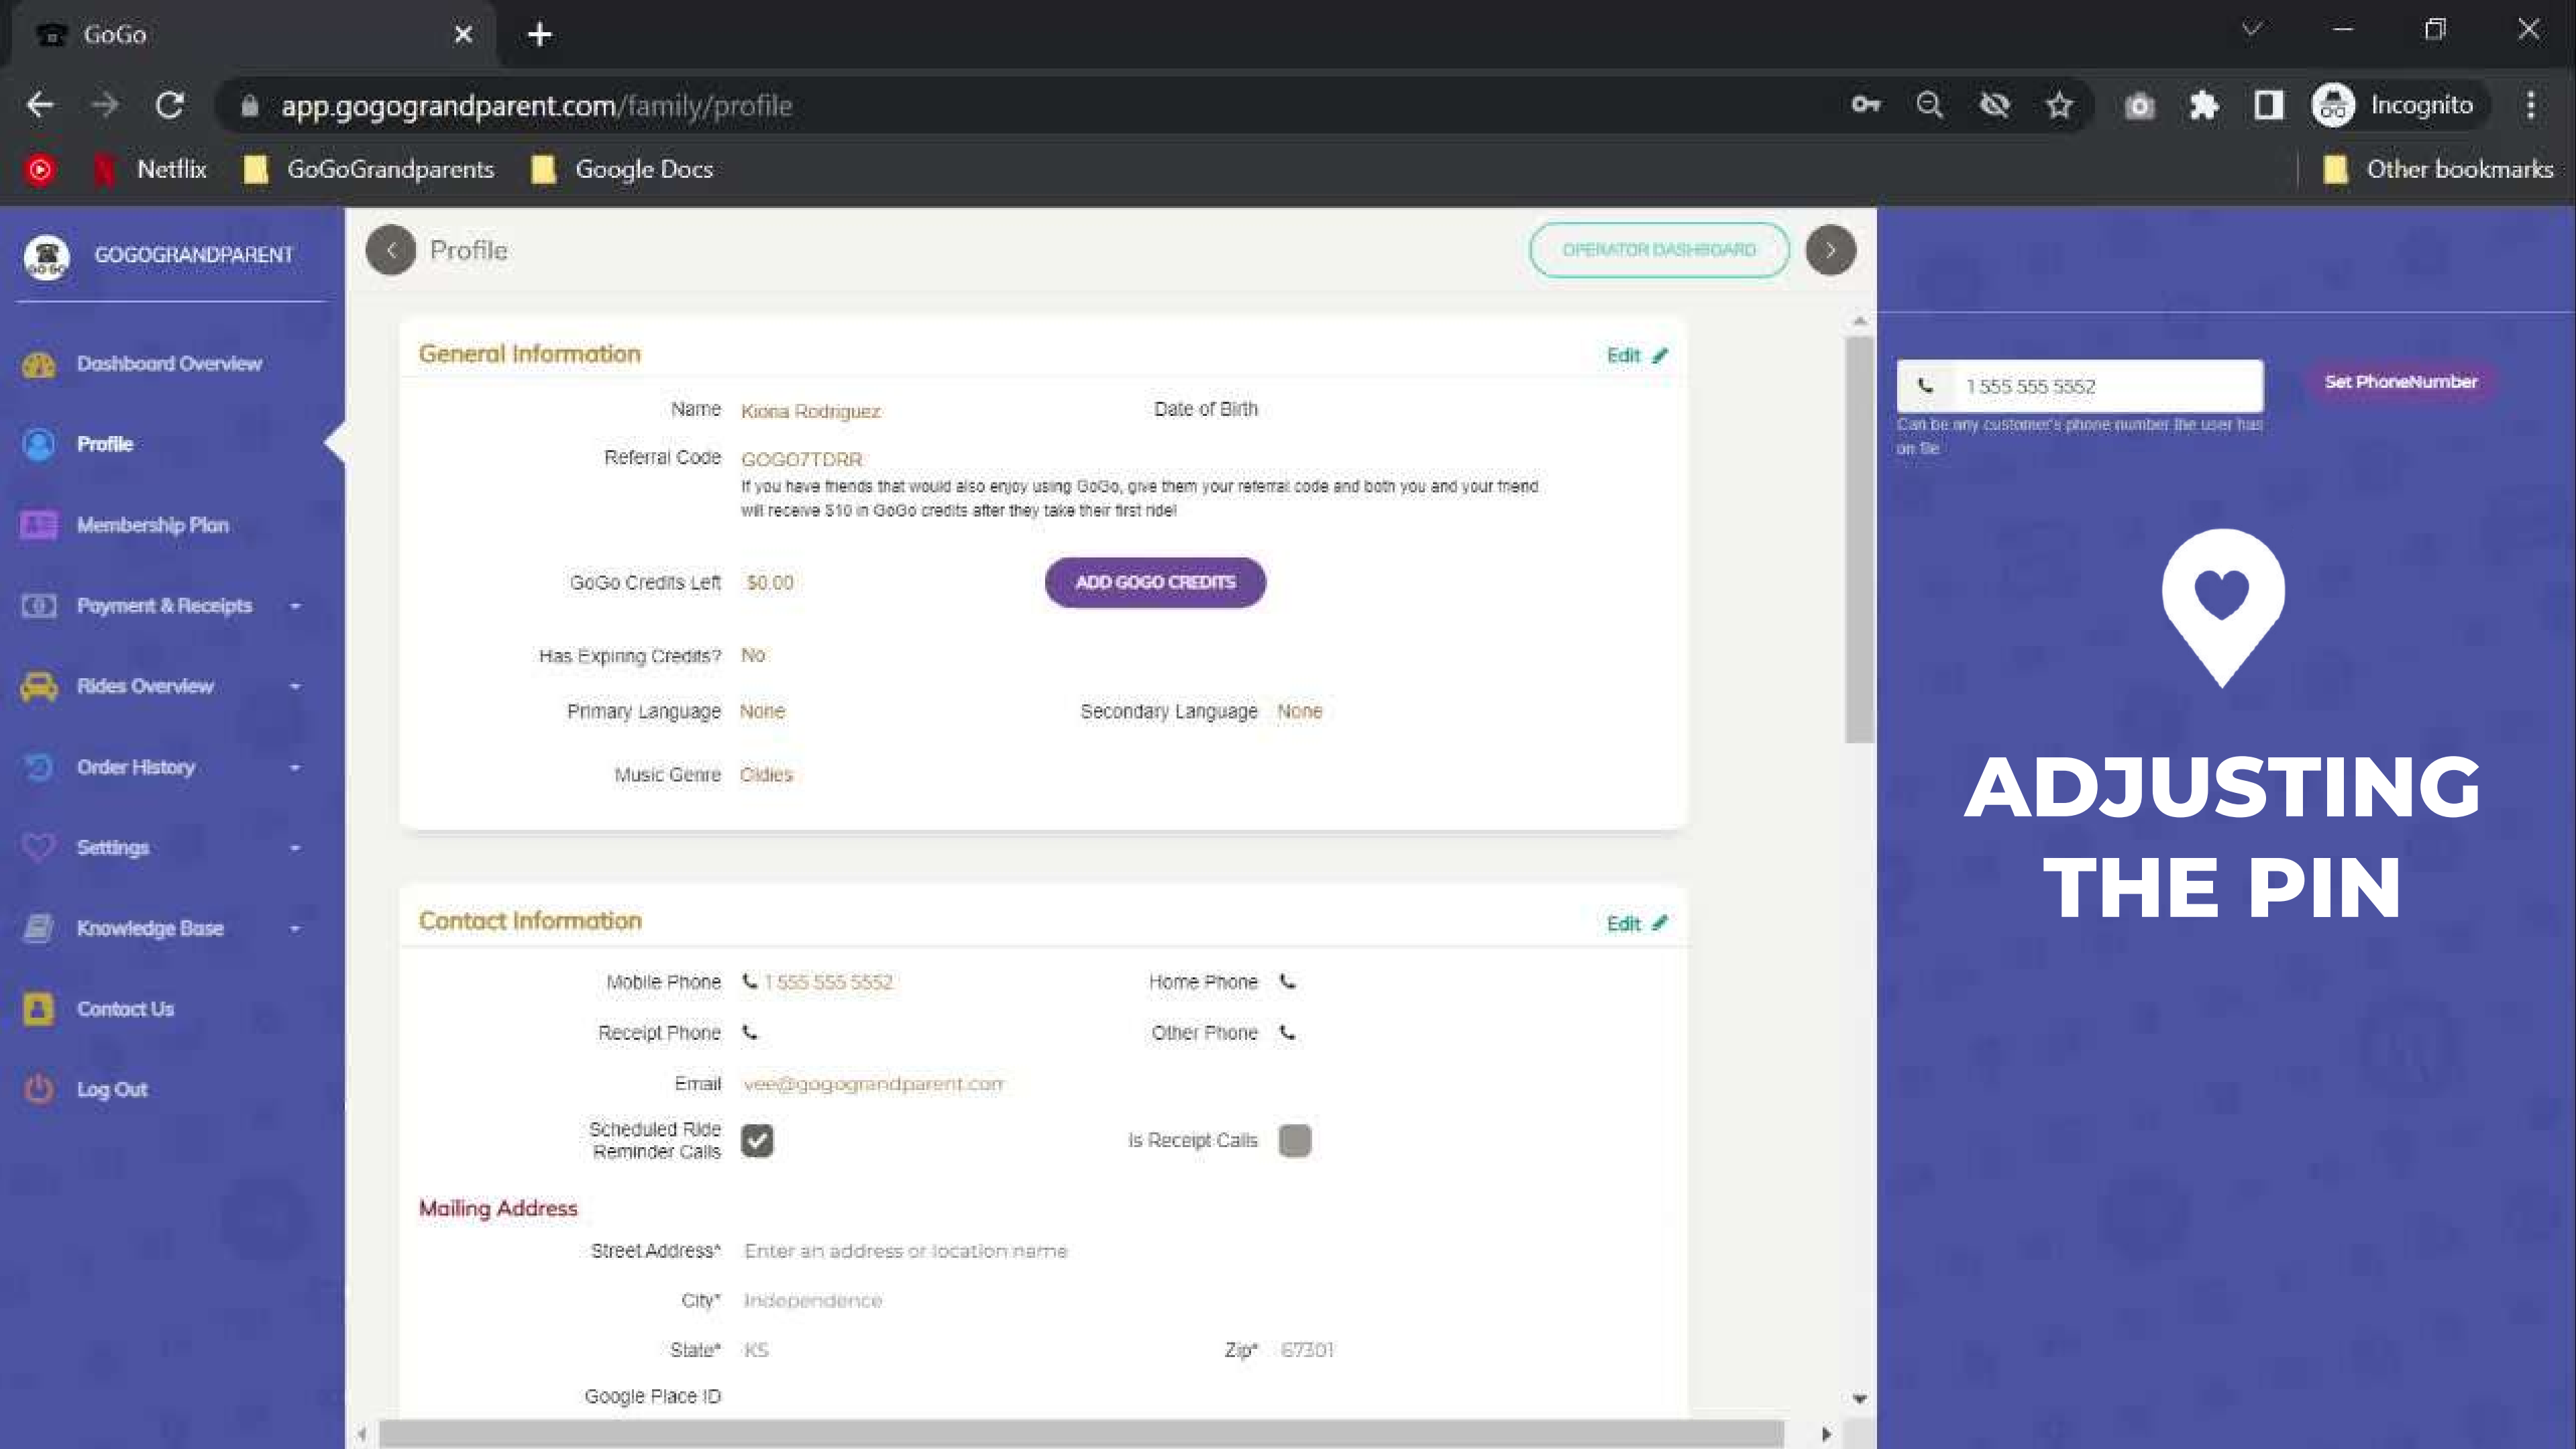 GoGo
app.gogograndparent.com/family/profile
Incognito
Netflix
GoGoGrandparents
Google Docs
Other bookmarks
GO GO
GOGOGRANDPARENT
Dashboard Overview
Profile
Membership Plan
Payment & Receipts
Rides Overview
Order History
Settings
Knowledge Base
Contact Us
Log Out
Profile
OPERATOR DASHBOARD
General Information
Edit
Name Kiona Rodriguez
Date of Birth
Referral Code GOGO7TDRR
If you have friends that would also enjoy using GoGo, give them your referral code and both you and your friend
will receive $10 in GoGo credits after they take their first ride!
GoGo Credits Left $0.00
ADD GOGO CREDITS
Has Expiring Credits? No
Primary Language None
Secondary Language None
Music Genre Oldies
Contact Information
Edit
Mobile Phone 1 555 555 5552
Home Phone
Receipt Phone
Other Phone
Email vee@gogograndparent.com
Scheduled Ride
Reminder Calls
Is Receipt Calls
Mailing Address
Street Address* Enter an address or location name
City* Independence
State* KS
Zip* 67301
Google Place ID
1 555 555 5552
Set PhoneNumber
Can be any customer's phone number the user has
on file
ADJUSTING
THE PIN